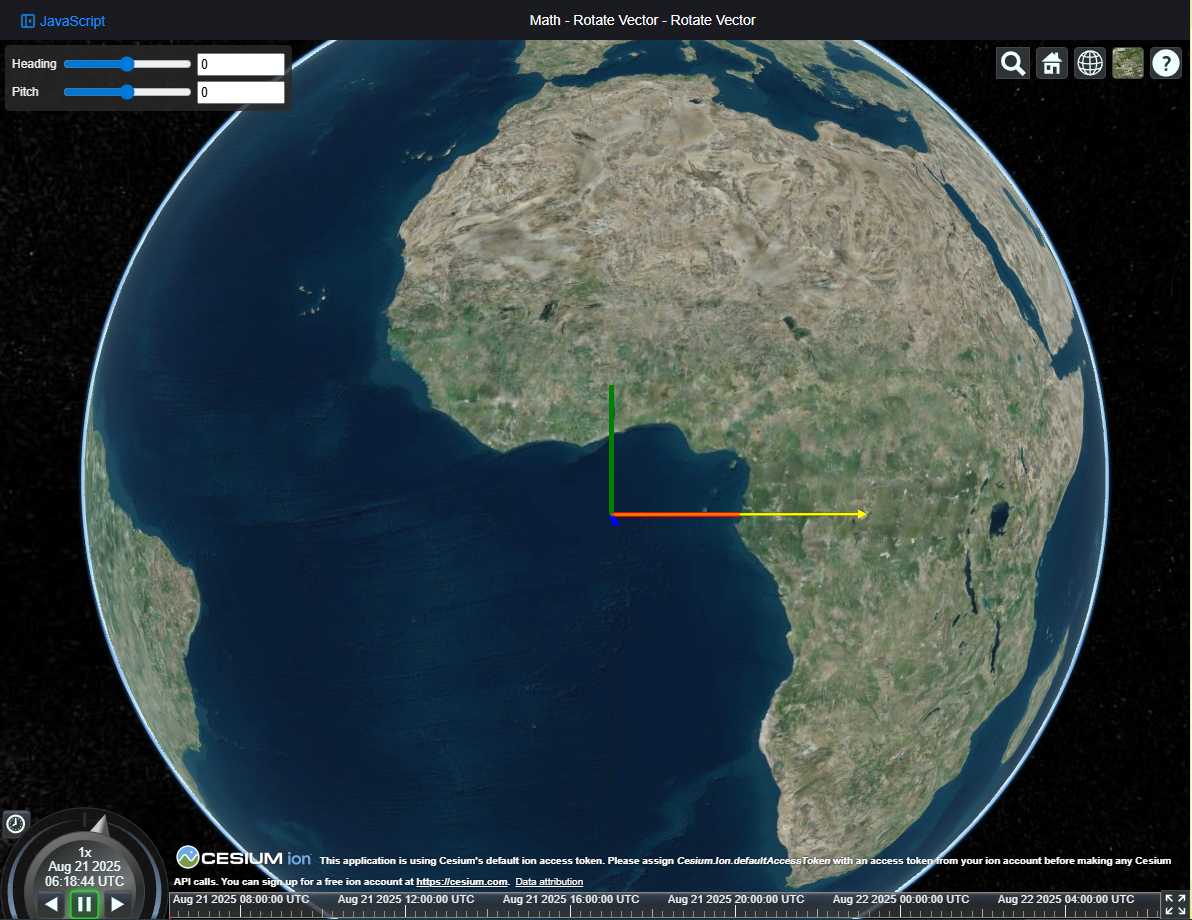 JavaScript
Math - Rotate Vector - Rotate Vector
Heading 0
Pitch 0
?
1x
Aug 21 2025
06:18:44 UTC
CESIUM ion This application is using Cesium's default ion access token. Please assign Cesium.Ion.defaultAccessToken with an access token from your ion account before making any Cesium
API calls. You can sign up for a free ion account at https://cesium.com. Data attribution
Aug 21 2025 08:00:00 UTC Aug 21 2025 12:00:00 UTC Aug 21 2025 16:00:00 UTC Aug 21 2025 20:00:00 UTC Aug 22 2025 00:00:00 UTC Aug 22 2025 04:00:00 UTC